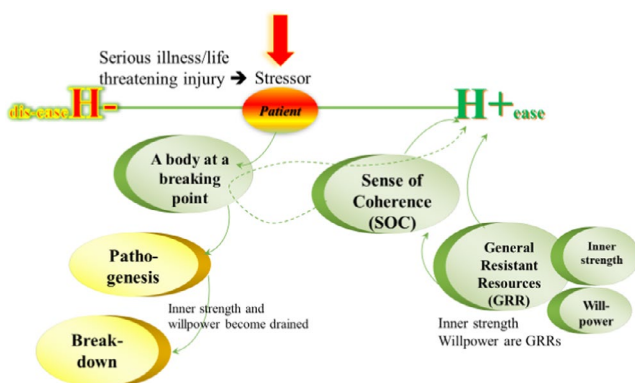 Serious illness/life
threatening injury → Stressor
dis-ease H- Patient H+ ease
A body at a
breaking
point
Sense of
Coherence
(SOC)
Patho-
genesis
General
Resistant
Resources
(GRR)
Inner
strength
Will-
power
Inner strength and
willpower become drained
Inner strength
Willpower are GRRs
Break-
down